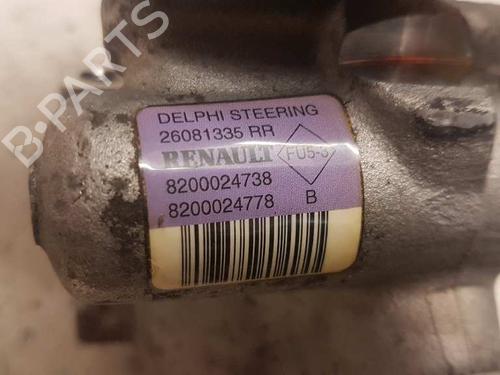 B-PARTS
DELPHI STEERING
26081335 RR
RENAULT FU5-3
8200024738
8200024778 B